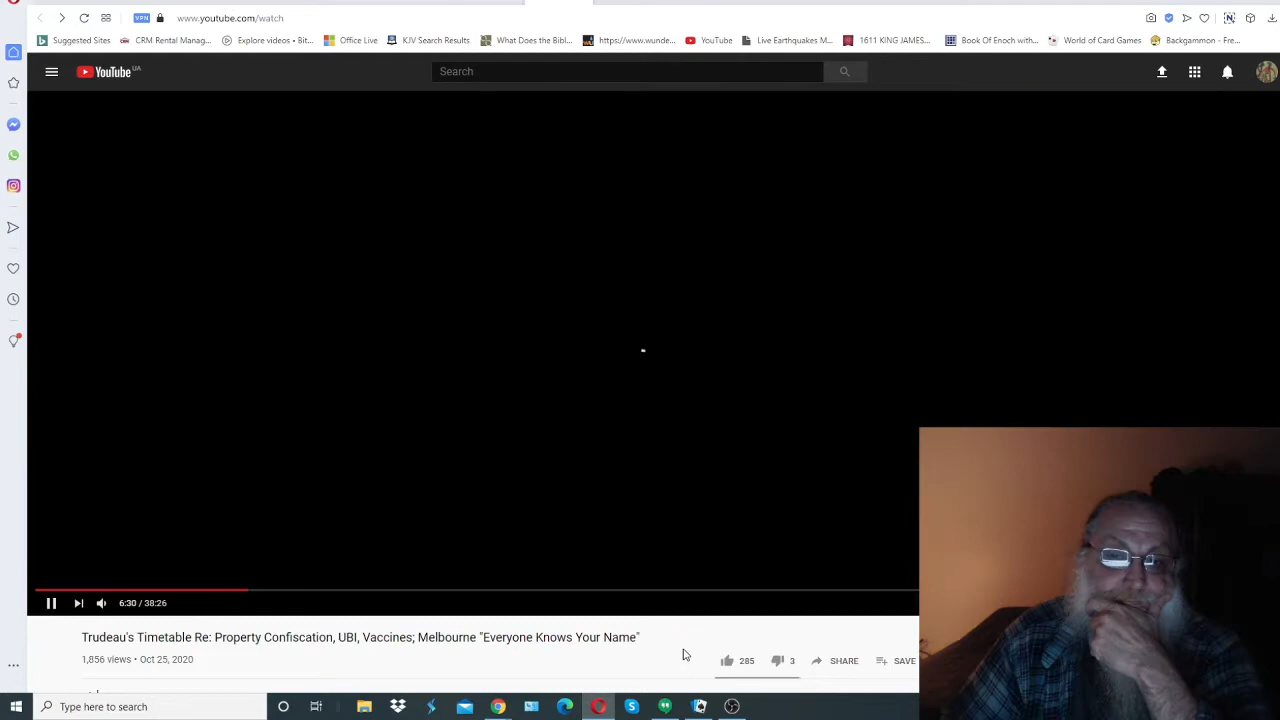 www.youtube.com/watch
VPN
Suggested Sites
CRM Rental Manag...
Explore videos • Bit...
Office Live
KJV Search Results
What Does the Bibl...
https://www.wunde...
YouTube
Live Earthquakes M...
1611 KING JAMES...
Book Of Enoch with...
World of Card Games
Backgammon - Fre...
YouTube UA
Search
6:30 / 38:26
Trudeau's Timetable Re: Property Confiscation, UBI, Vaccines; Melbourne "Everyone Knows Your Name"
1,856 views • Oct 25, 2020
285
3
SHARE
SAVE
Type here to search